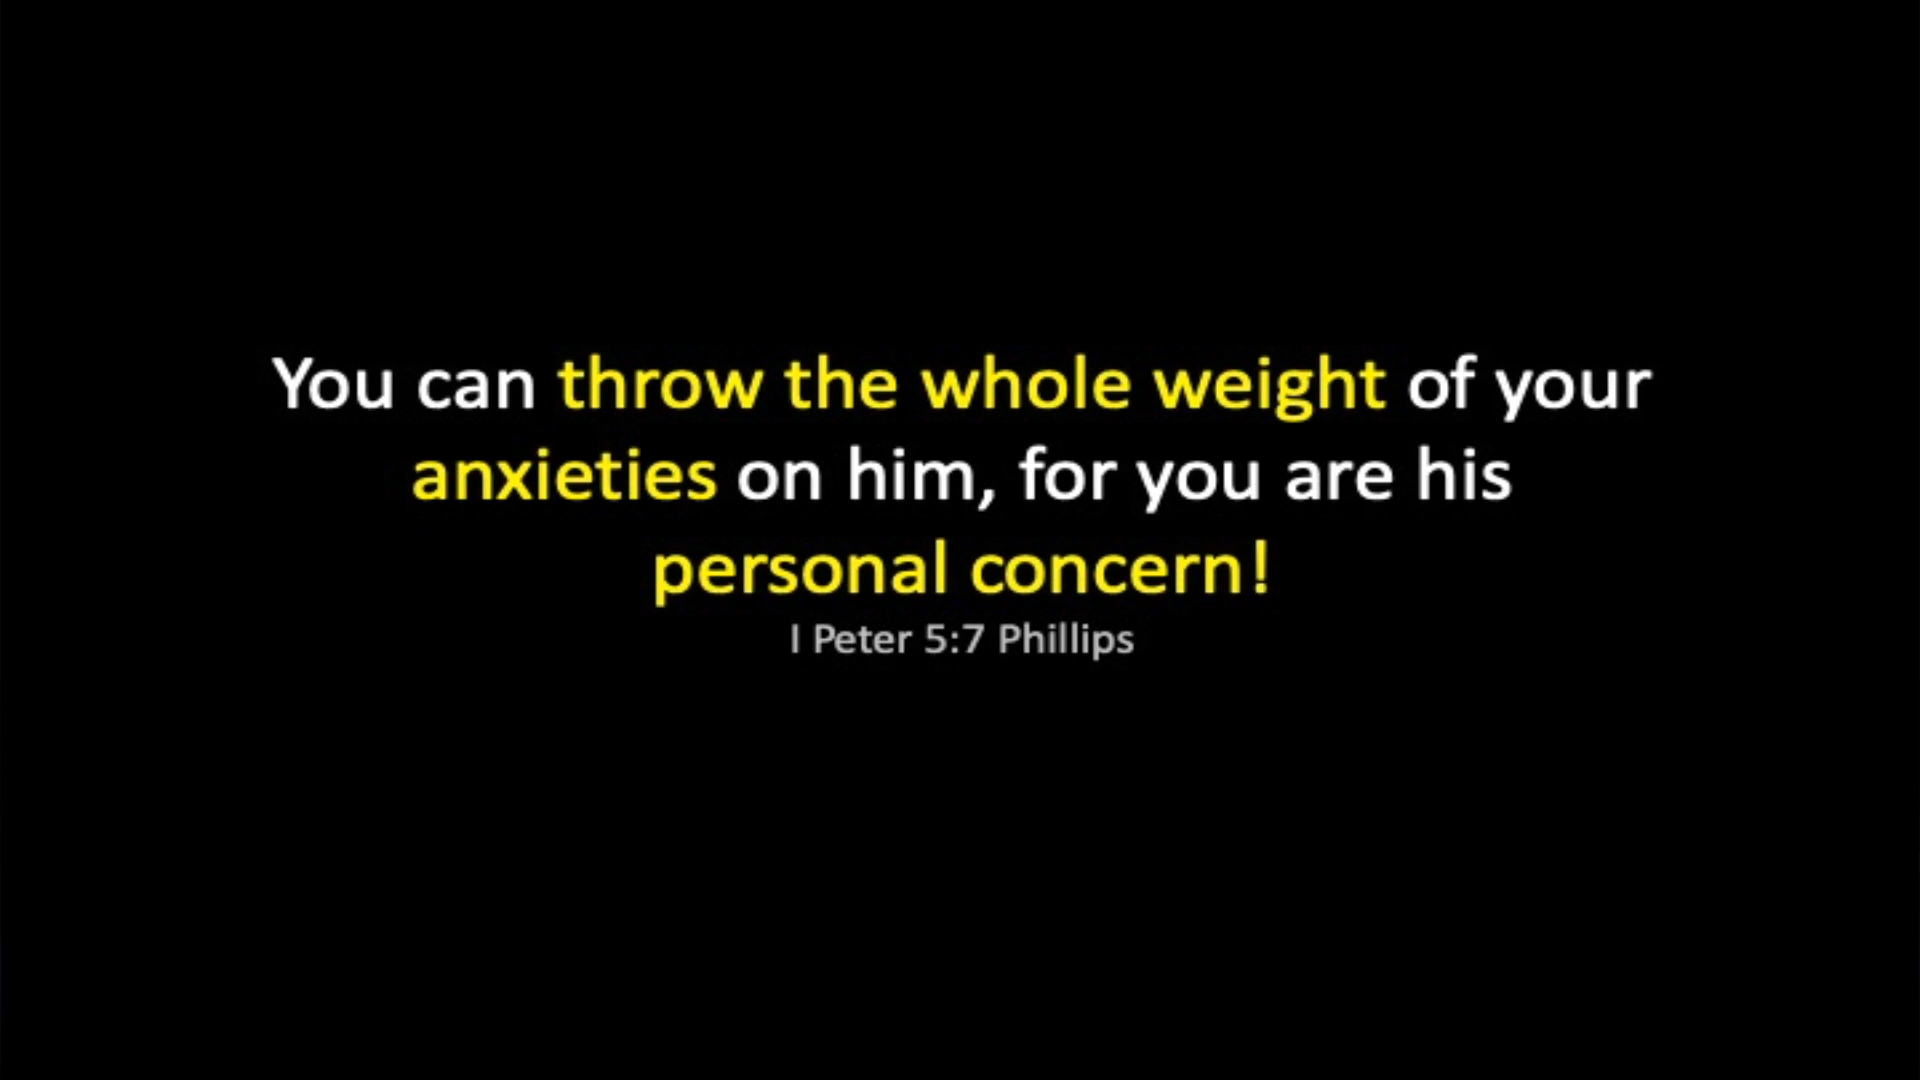 You can throw the whole weight of your
anxieties on him, for you are his
personal concern!
I Peter 5:7 Phillips